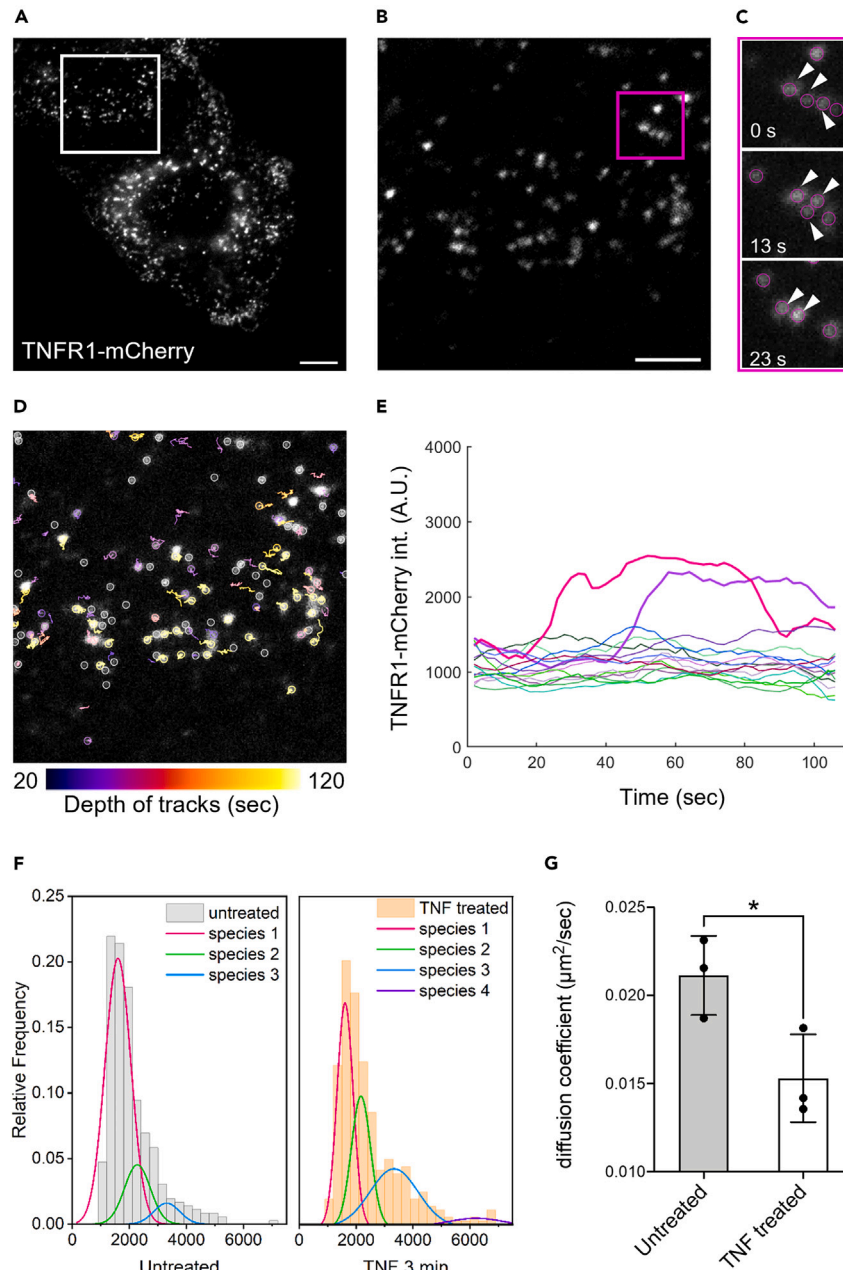 A
B
C
TNFR1-mCherry
0 s
13 s
23 s
D
E
20
120
Depth of tracks (sec)
TNFR1-mCherry int. (A.U.)
4000
3000
2000
1000
0
0
20
40
60
80
100
Time (sec)
F
G
Relative Frequency
0.25
0.20
0.15
0.10
0.05
0.00
untreated
species 1
species 2
species 3
0
2000
4000
6000
Untreated
TNF treated
species 1
species 2
species 3
species 4
0
2000
4000
6000
TNF 3 min
diffusion coefficient (µm²/sec)
0.025
0.020
0.015
0.010
*
Untreated
TNF treated